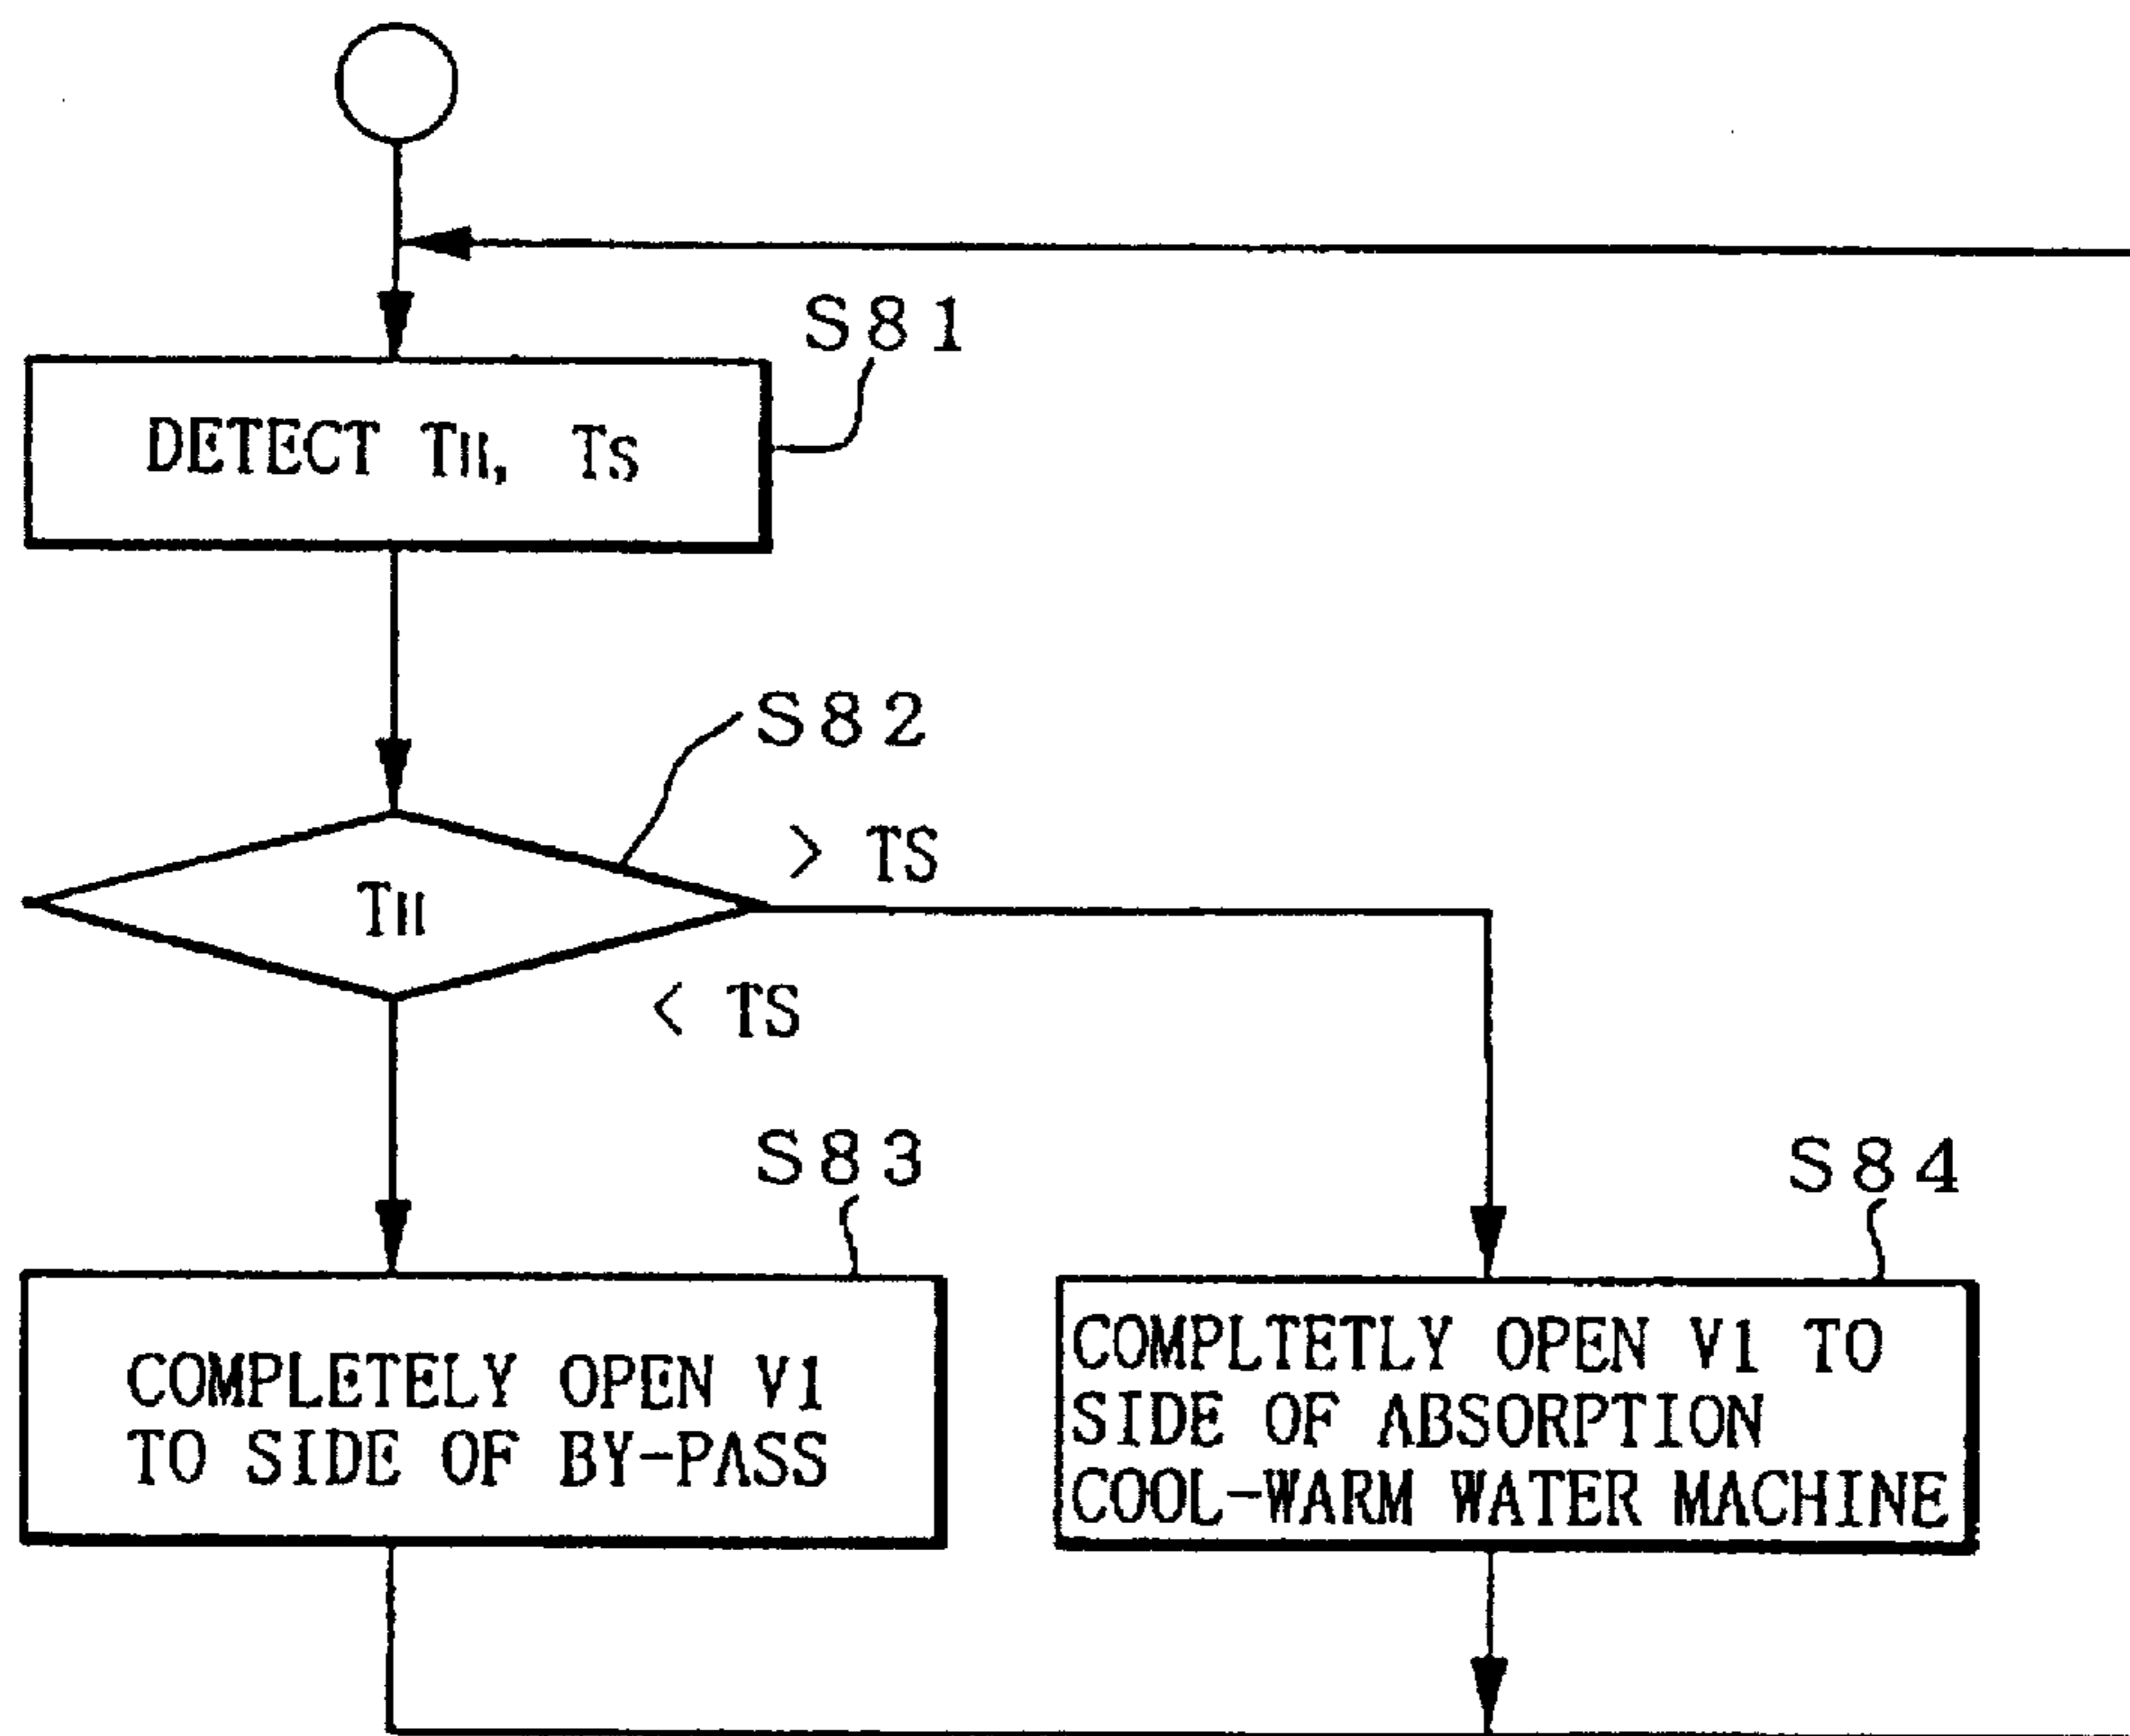 S81
DETECT TH, TS
S82
> TS
TH
< TS
S83
S84
COMPLETELY OPEN V1
TO SIDE OF BY-PASS
COMPLTETLY OPEN V1 TO
SIDE OF ABSORPTION
COOL-WARM WATER MACHINE